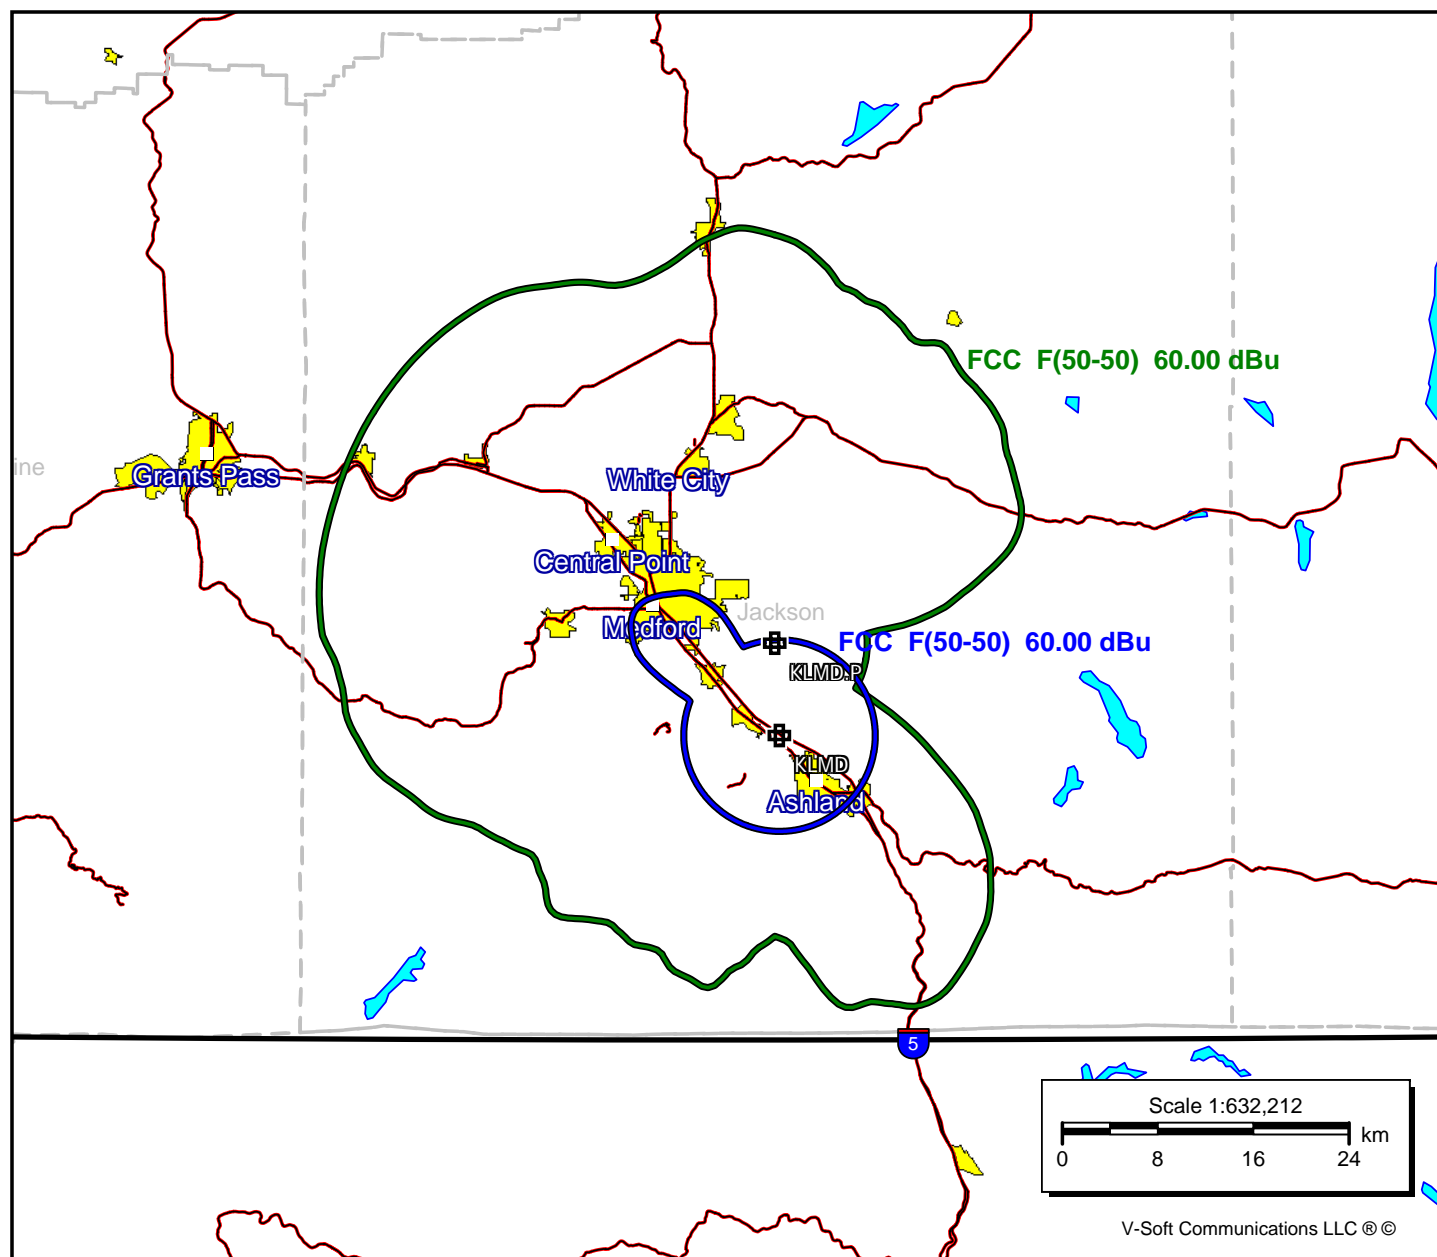 FCC F(50-50) 60.00 dBu
ine
Grants Pass
White City
Central Point
Jackson
Medford
FCC F(50-50) 60.00 dBu
KLMD.P
KLMD
Ashland
5
Scale 1:632,212
km
0 8 16 24
V-Soft Communications LLC ® ©